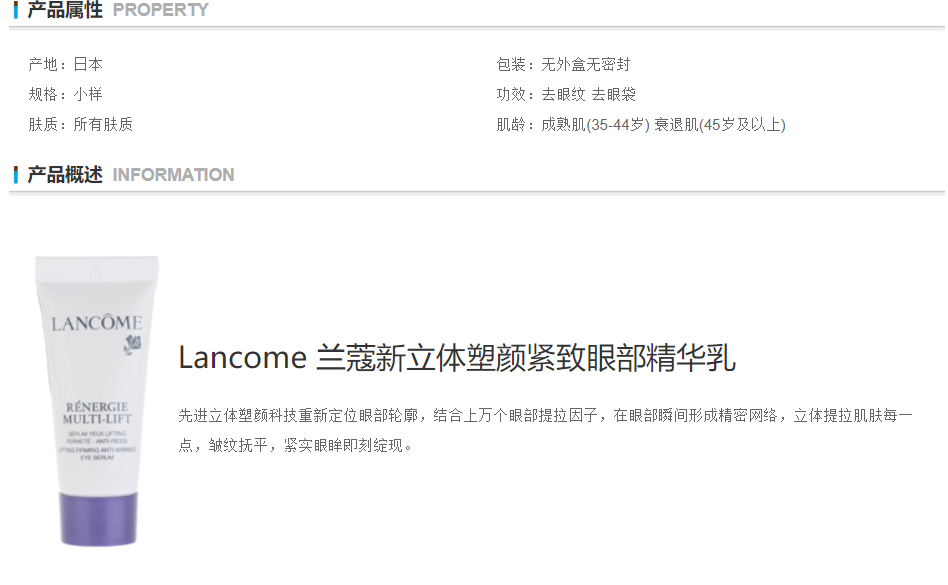 产品属性 PROPERTY
产地：日本
包装：无外盒无密封
规格：小样
功效：去眼纹 去眼袋
肤质：所有肤质
肌龄：成熟肌(35-44岁) 衰退肌(45岁及以上)
产品概述 INFORMATION
LANCÔME
RÉNERGIE
MULTI-LIFT
SÉRUM YEUX LIFTING
FERMETÉ - ANTI-RIDES
LIFTING FIRMING ANTI-WRINKLE
EYE SERUM
Lancome 兰蔻新立体塑颜紧致眼部精华乳
先进立体塑颜科技重新定位眼部轮廓，结合上万个眼部提拉因子，在眼部瞬间形成精密网络，立体提拉肌肤每一
点，皱纹抚平，紧实眼眸即刻绽现。